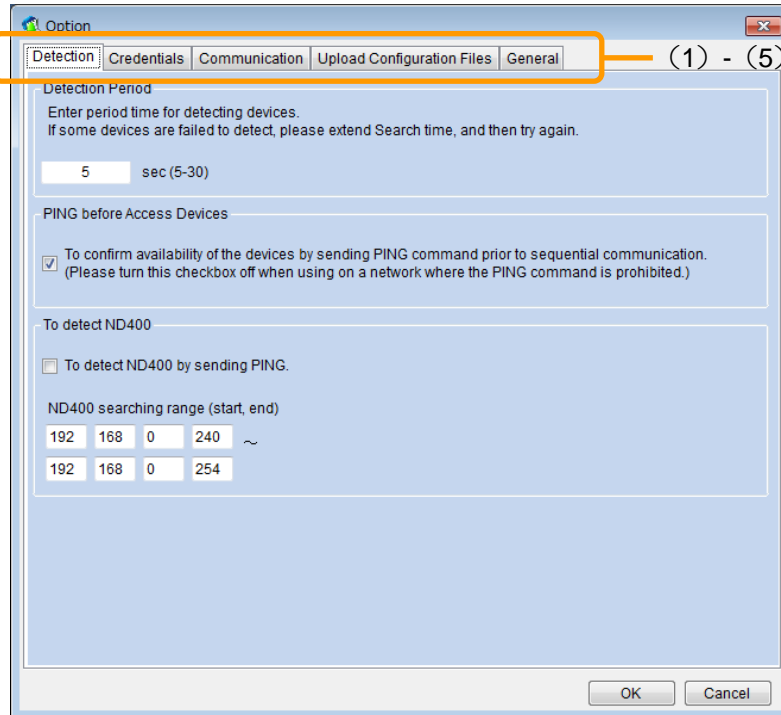 Option
Detection Credentials Communication Upload Configuration Files General
(1) - (5)
Detection Period
Enter period time for detecting devices.
If some devices are failed to detect, please extend Search time, and then try again.
5 sec (5-30)
PING before Access Devices
To confirm availability of the devices by sending PING command prior to sequential communication.
(Please turn this checkbox off when using on a network where the PING command is prohibited.)
To detect ND400
To detect ND400 by sending PING.
ND400 searching range (start, end)
192 168 0 240 ~
192 168 0 254
OK Cancel